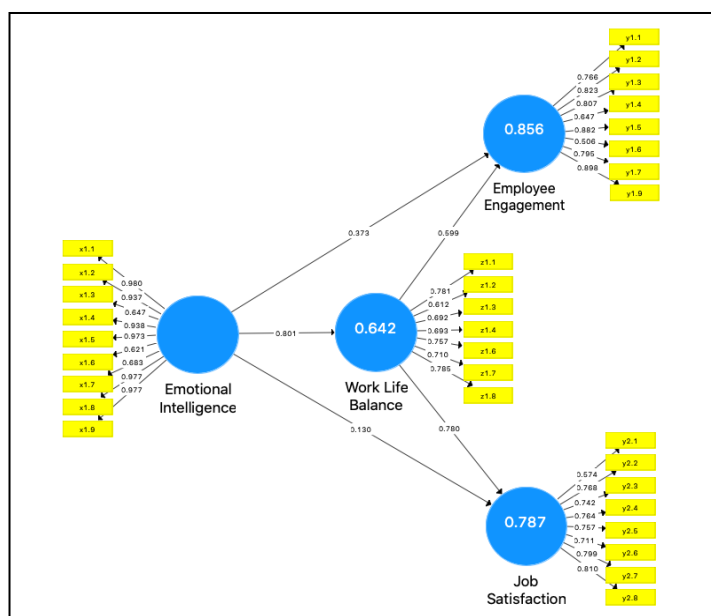 y1.1
y1.2
y1.3
y1.4
y1.5
y1.6
y1.7
y1.9
0.766
0.823
0.807
0.647
0.882
0.506
0.795
0.898
0.856
Employee
Engagement
0.373
0.599
x1.1
x1.2
x1.3
x1.4
x1.5
x1.6
x1.7
x1.8
x1.9
0.980
0.937
0.647
0.938
0.973
0.621
0.683
0.977
0.977
Emotional
Intelligence
0.801
0.642
Work Life
Balance
z1.1
z1.2
z1.3
z1.4
z1.6
z1.7
z1.8
0.781
0.612
0.692
0.693
0.757
0.710
0.785
0.130
0.780
0.787
Job
Satisfaction
y2.1
y2.2
y2.3
y2.4
y2.5
y2.6
y2.7
y2.8
0.574
0.768
0.742
0.764
0.757
0.711
0.799
0.810